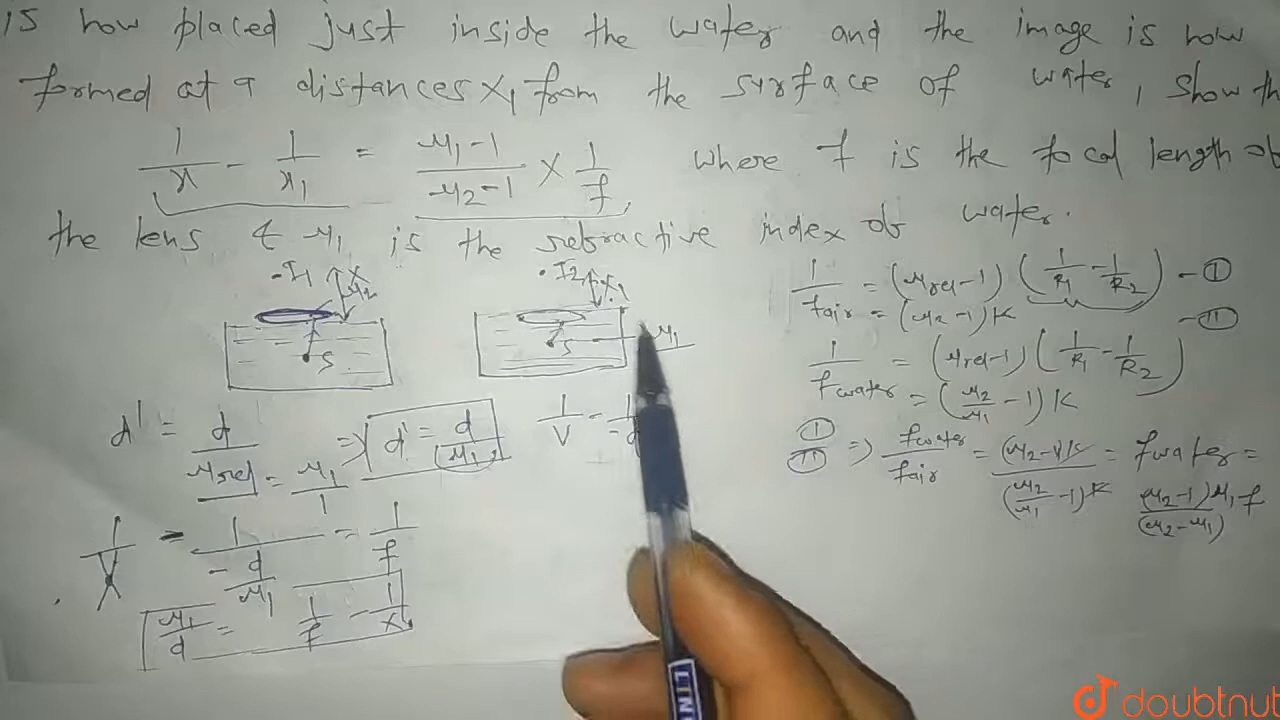 is now placed just inside the water and the image is now
formed at a distances x₁ from the surface of water, show th
1/x - 1/x₁ = μ₁-1/μ₂-1 × 1/f, where f is the focal length of
the lens & μ₁ is the refractive index of water.
I₁ x μ₂
S
I₂ x₁
S μ₁
1/fair = (μrel-1) (1/R₁ - 1/R₂) - ①
= (μ₂-1)K
- ⑪
1/fwater = (μrel-1) (1/R₁ - 1/R₂)
= (μ₂/μ₁ - 1)K
①/⑪ => fwater/fair = (μ₂-1)K/(μ₂/μ₁ -1)K = fwater = (μ₂-1)μ₁f/(μ₂-μ₁)
d' = d/μrel = μ₁/1 => d' = d/μ₁
1/V - 1/-d
1/V - 1/-d/μ₁ = 1/f
x
μ₁/d = 1/f - 1/x
LIN
doubtnut